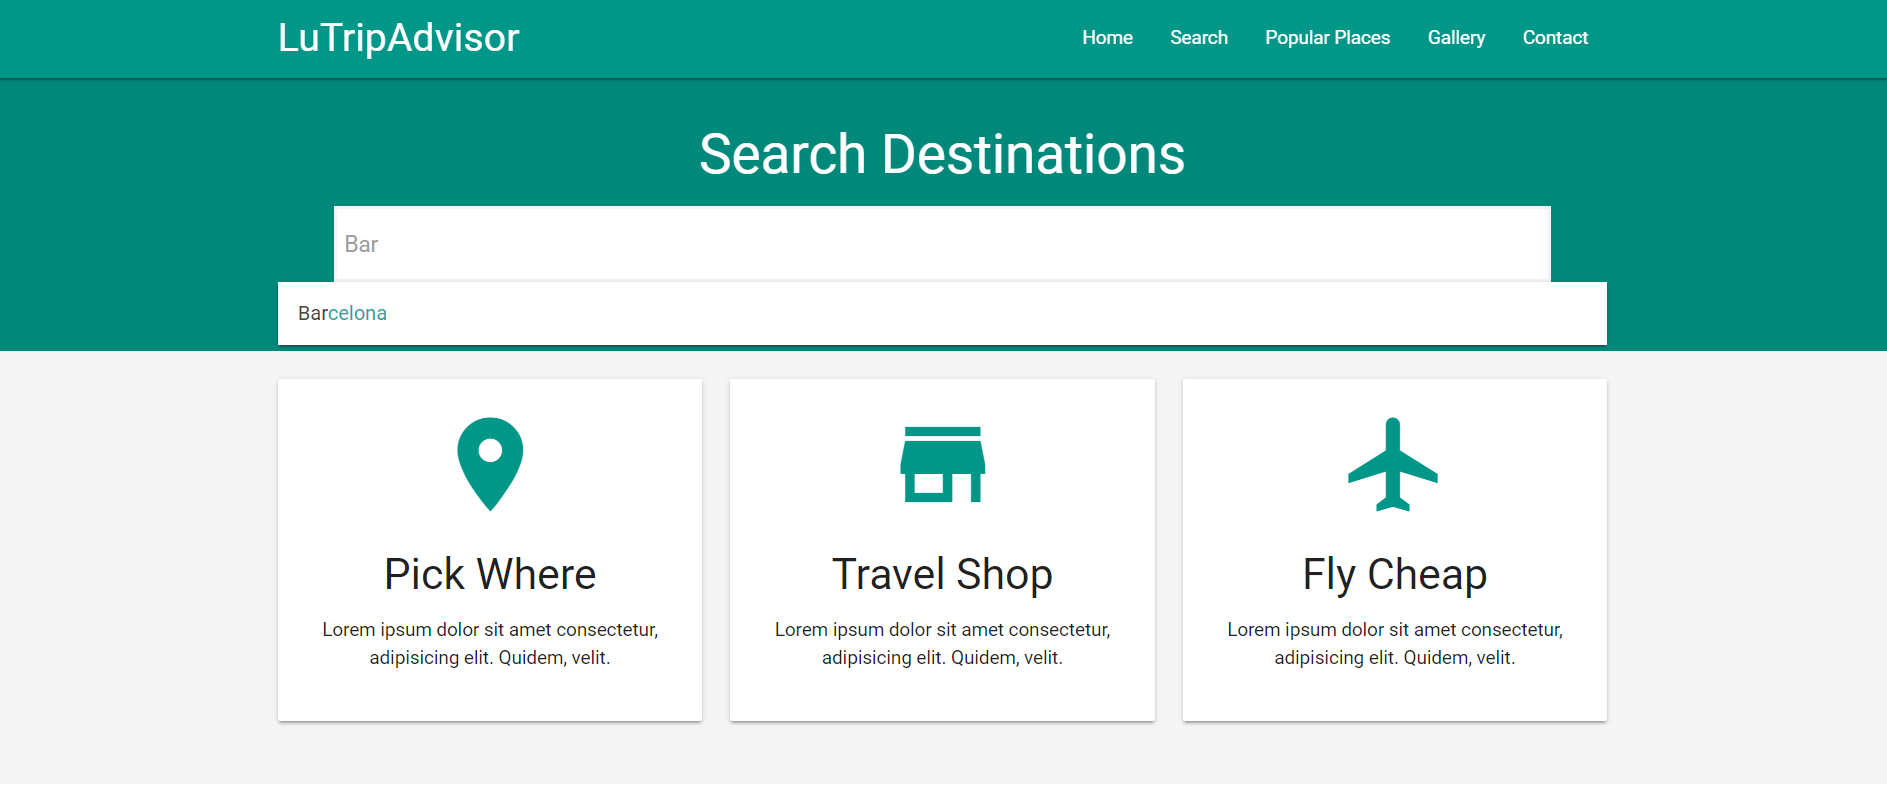 LuTripAdvisor
Home Search Popular Places Gallery Contact
Search Destinations
Bar
Barcelona
Pick Where
Lorem ipsum dolor sit amet consectetur,
adipisicing elit. Quidem, velit.
Travel Shop
Lorem ipsum dolor sit amet consectetur,
adipisicing elit. Quidem, velit.
Fly Cheap
Lorem ipsum dolor sit amet consectetur,
adipisicing elit. Quidem, velit.